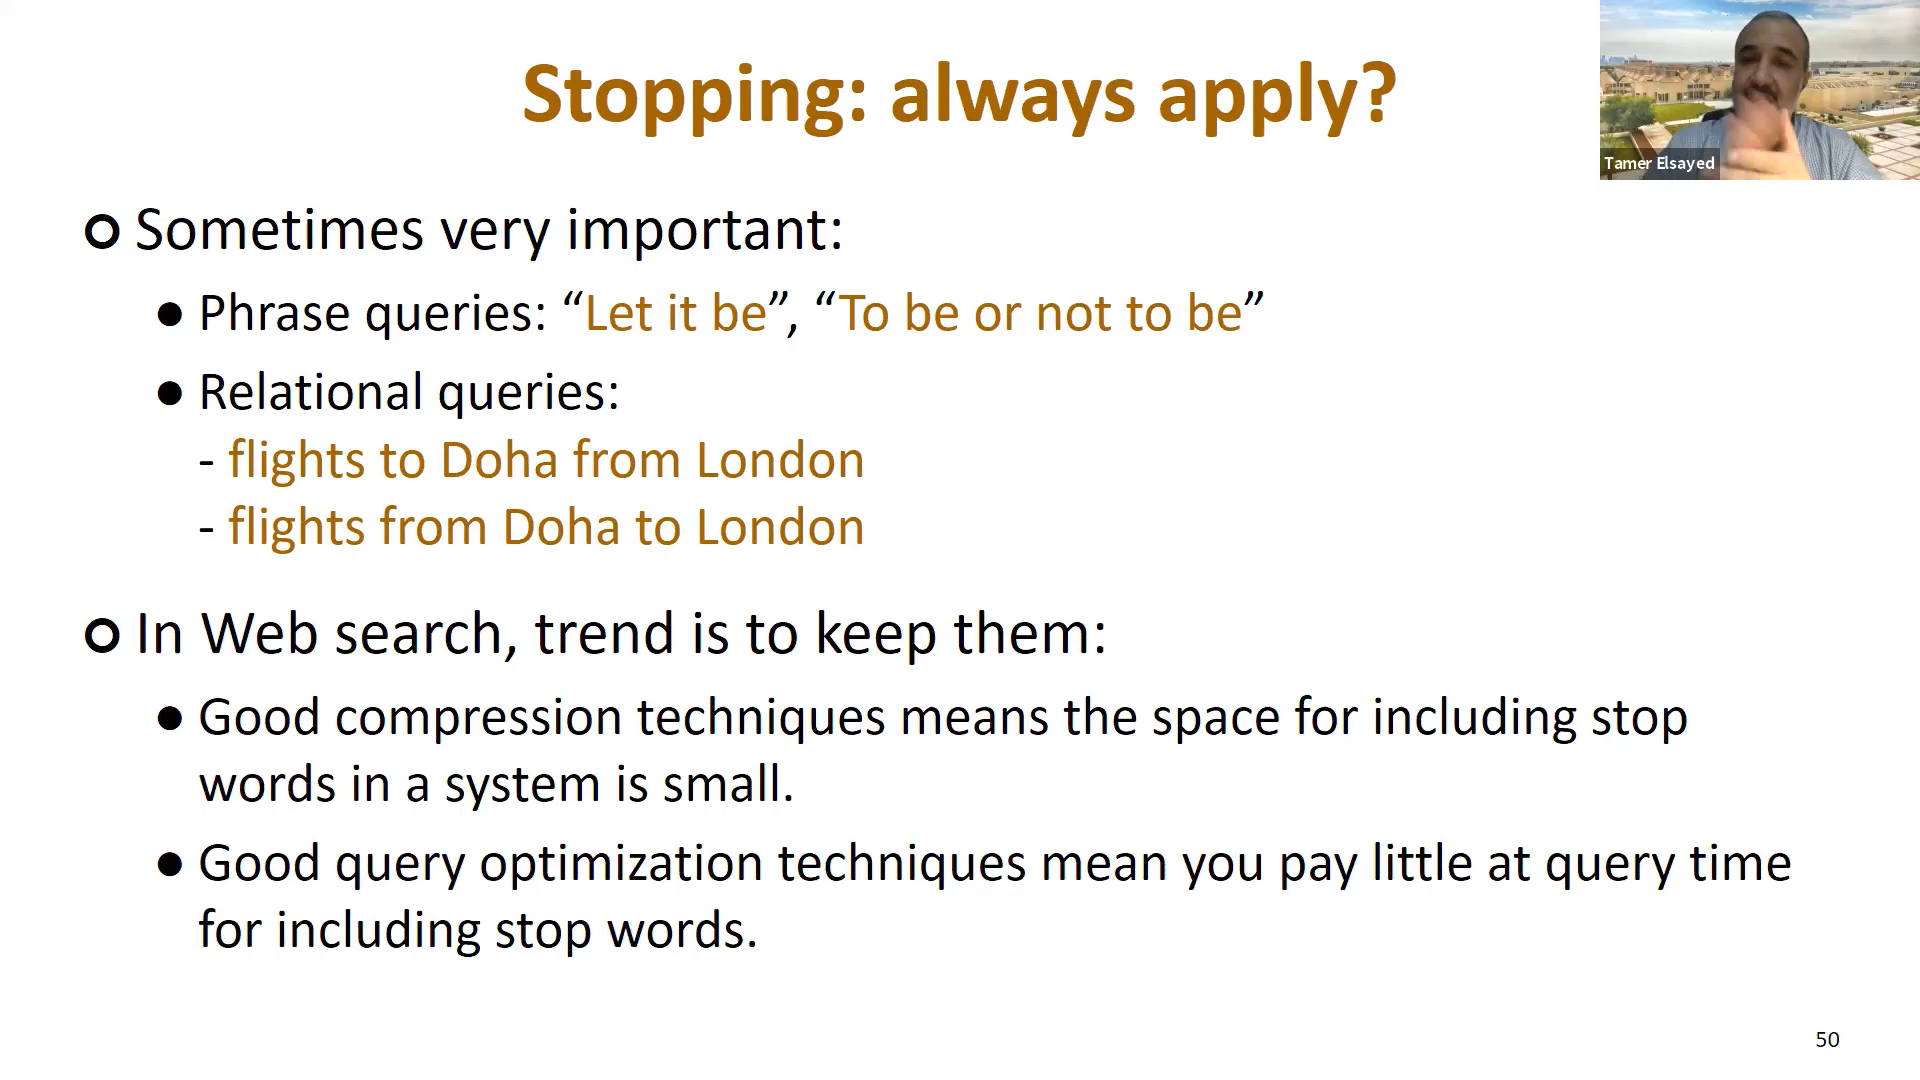 Stopping: always apply?
Tamer Elsayed
o Sometimes very important:
● Phrase queries: “Let it be”, “To be or not to be”
● Relational queries:
- flights to Doha from London
- flights from Doha to London
o In Web search, trend is to keep them:
● Good compression techniques means the space for including stop
words in a system is small.
● Good query optimization techniques mean you pay little at query time
for including stop words.
50